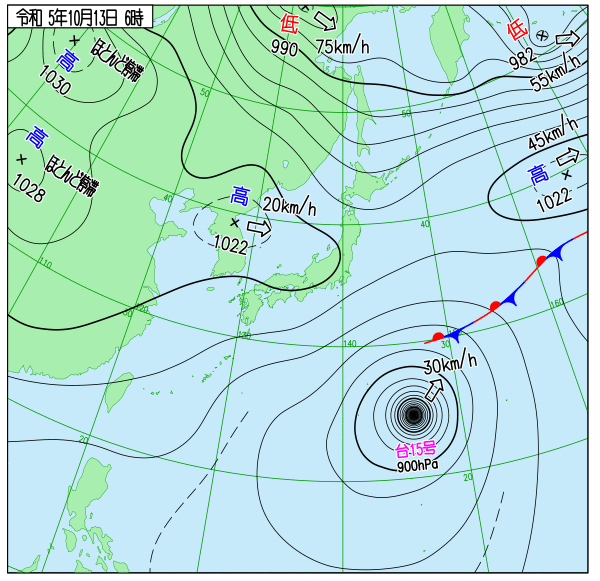 令和 5年10月13日 6時
低
990
75km/h
低
982
55km/h
高
1030
ほとんど停滞
高
1028
ほとんど停滞
高
20km/h
1022
45km/h
高
1022
50
50
40
40
110
120
130
140
30
160
30km/h
台15号
900hPa
20
20